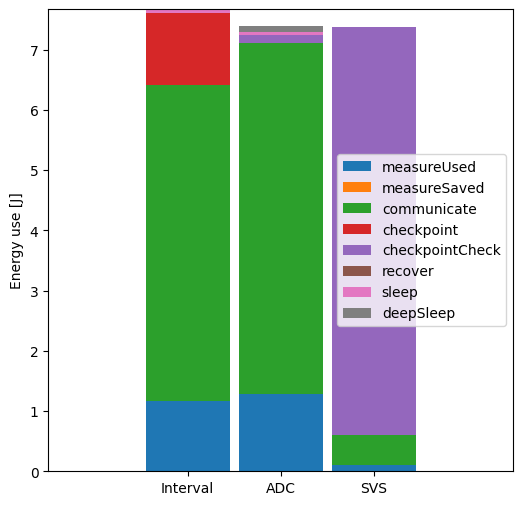 Energy use [J]
7
6
5
4
3
2
1
0
Interval ADC SVS
measureUsed
measureSaved
communicate
checkpoint
checkpointCheck
recover
sleep
deepSleep